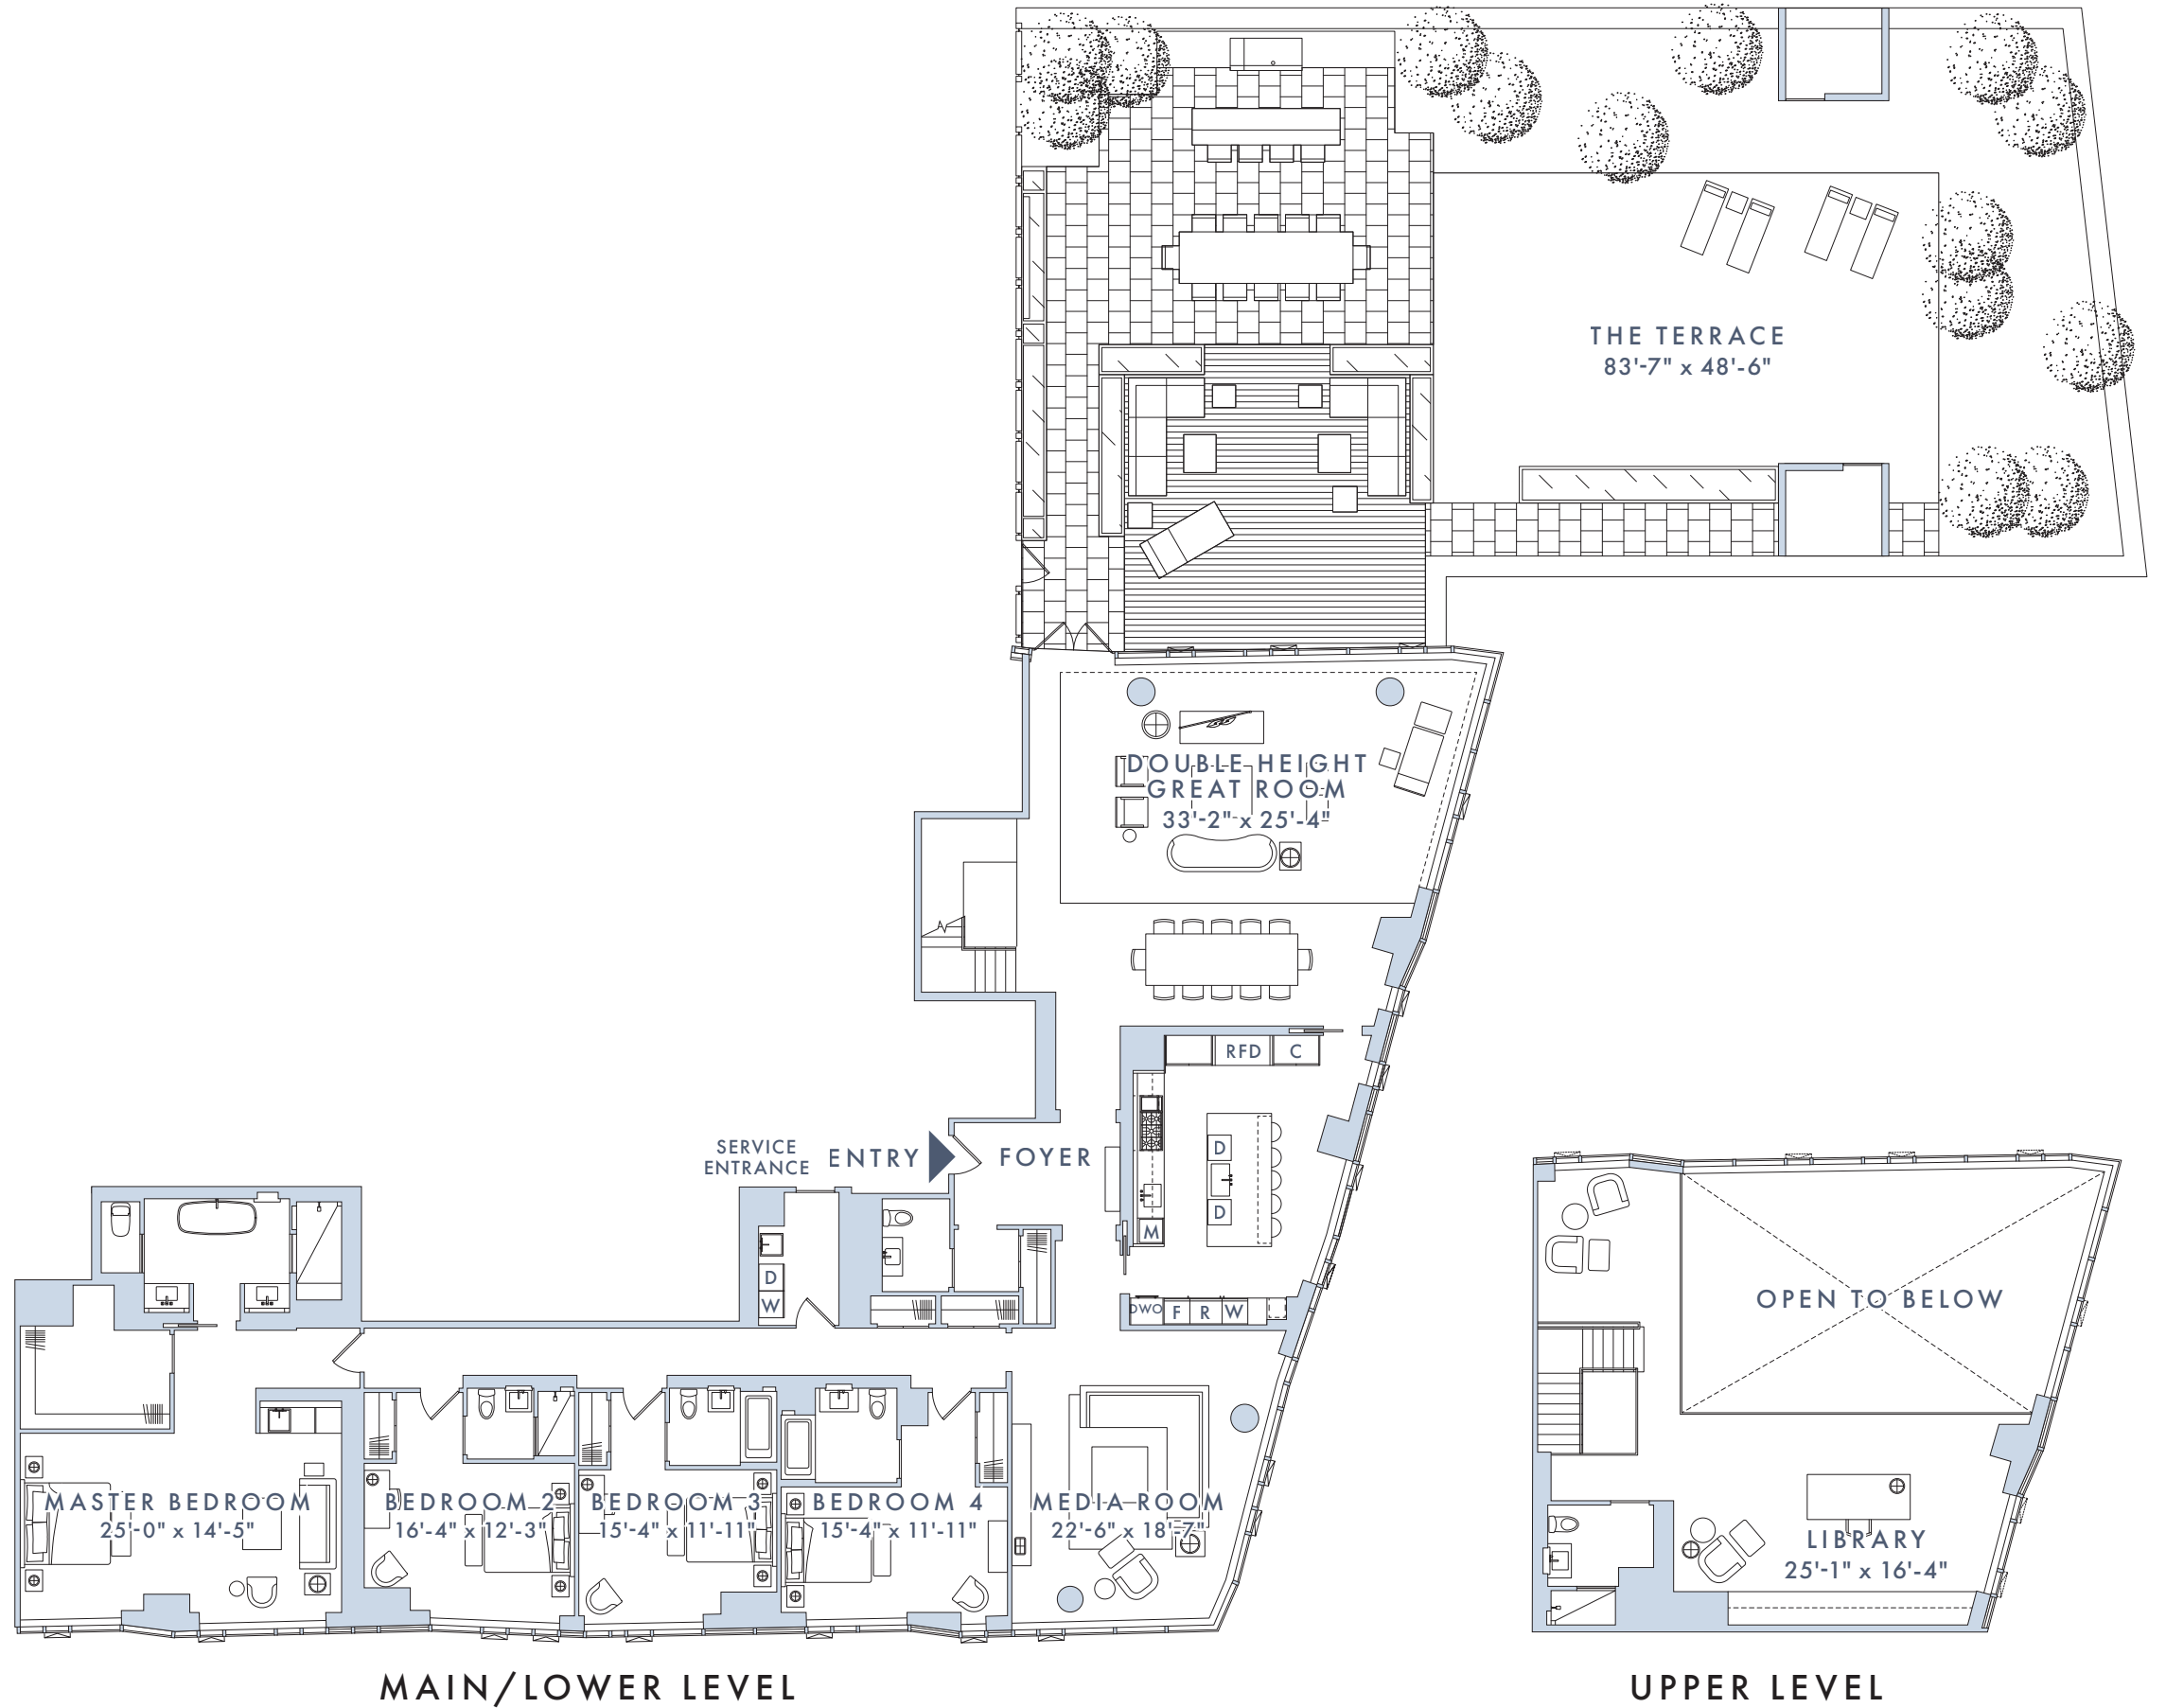 THE TERRACE
83'-7" x 48'-6"
DOUBLE HEIGHT
GREAT ROOM
33'-2" x 25'-4"
RFD
C
SERVICE
ENTRANCE
ENTRY
FOYER
D
D
M
D
W
DWO
F
R
W
MASTER BEDROOM
25'-0" x 14'-5"
BEDROOM 2
16'-4" x 12'-3"
BEDROOM 3
15'-4" x 11'-11"
BEDROOM 4
15'-4" x 11'-11"
MEDIA ROOM
22'-6" x 18'-7"
OPEN TO BELOW
LIBRARY
25'-1" x 16'-4"
MAIN/LOWER LEVEL
UPPER LEVEL